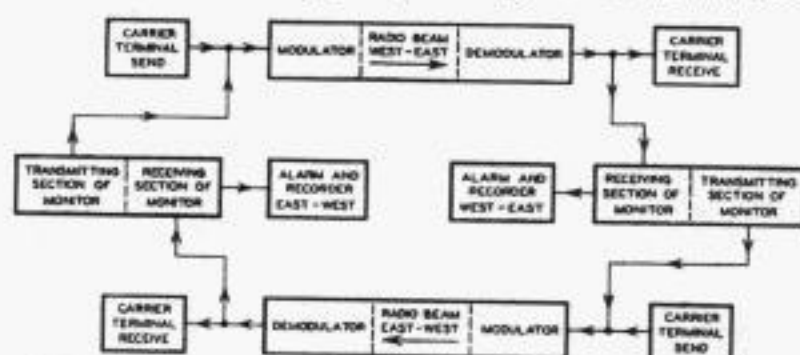 CARRIER
TERMINAL
SEND
MODULATOR
RADIO BEAM
WEST-EAST
DEMODULATOR
CARRIER
TERMINAL
RECEIVE
TRANSMITTING
SECTION OF
MONITOR
RECEIVING
SECTION OF
MONITOR
ALARM AND
RECORDER
EAST-WEST
ALARM AND
RECORDER
WEST-EAST
RECEIVING
SECTION OF
MONITOR
TRANSMITTING
SECTION OF
MONITOR
CARRIER
TERMINAL
RECEIVE
DEMODULATOR
RADIO BEAM
EAST-WEST
MODULATOR
CARRIER
TERMINAL
SEND